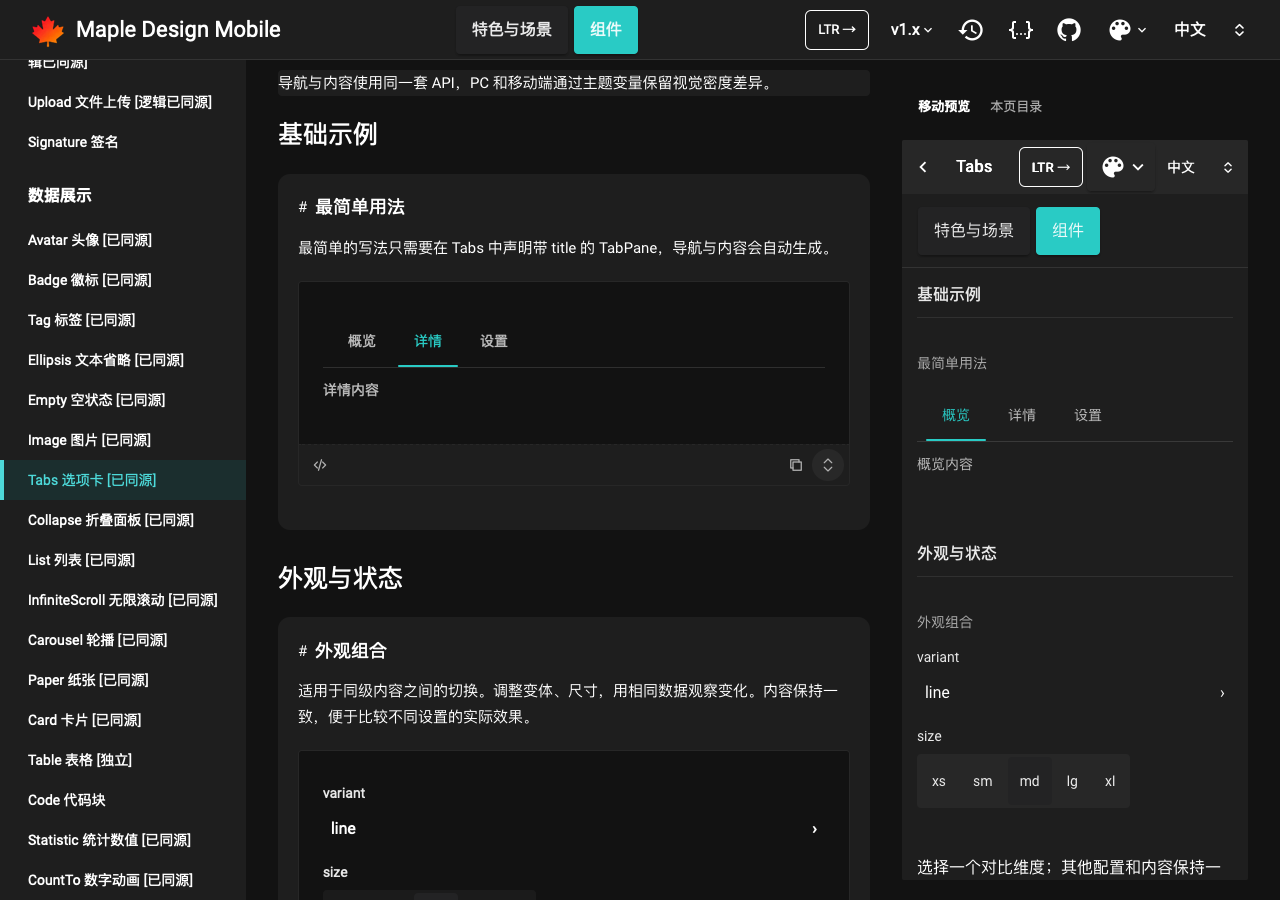 Maple Design Mobile
特色与场景
组件
LTR→
v1.x
{...}
中文
辑已同源]
Upload 文件上传 [逻辑已同源]
Signature 签名
数据展示
Avatar 头像 [已同源]
Badge 徽标 [已同源]
Tag 标签 [已同源]
Ellipsis 文本省略 [已同源]
Empty 空状态 [已同源]
Image 图片 [已同源]
Tabs 选项卡 [已同源]
Collapse 折叠面板 [已同源]
List 列表 [已同源]
InfiniteScroll 无限滚动 [已同源]
Carousel 轮播 [已同源]
Paper 纸张 [已同源]
Card 卡片 [已同源]
Table 表格 [独立]
Code 代码块
Statistic 统计数值 [已同源]
CountTo 数字动画 [已同源]
导航与内容使用同一套 API，PC 和移动端通过主题变量保留视觉密度差异。
基础示例
# 最简单用法
最简单的写法只需要在 Tabs 中声明带 title 的 TabPane，导航与内容会自动生成。
概览
详情
设置
详情内容
外观与状态
# 外观组合
适用于同级内容之间的切换。调整变体、尺寸，用相同数据观察变化。内容保持一
致，便于比较不同设置的实际效果。
variant
line
size
移动预览
本页目录
Tabs
LTR→
中文
特色与场景
组件
基础示例
最简单用法
概览
详情
设置
概览内容
外观与状态
外观组合
variant
line
size
xs
sm
md
lg
xl
选择一个对比维度；其他配置和内容保持一